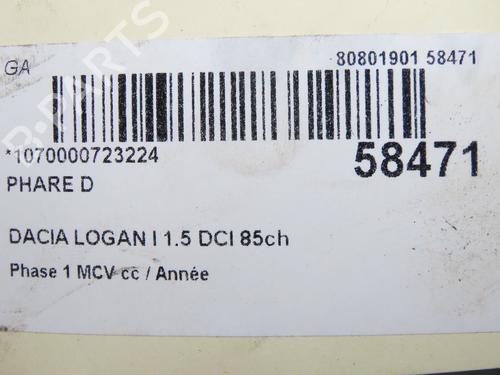 GA
80801901 58471
*1070000723224
58471
PHARE D
DACIA LOGAN I 1.5 DCI 85ch
Phase 1 MCV cc / Année
B-PARTS